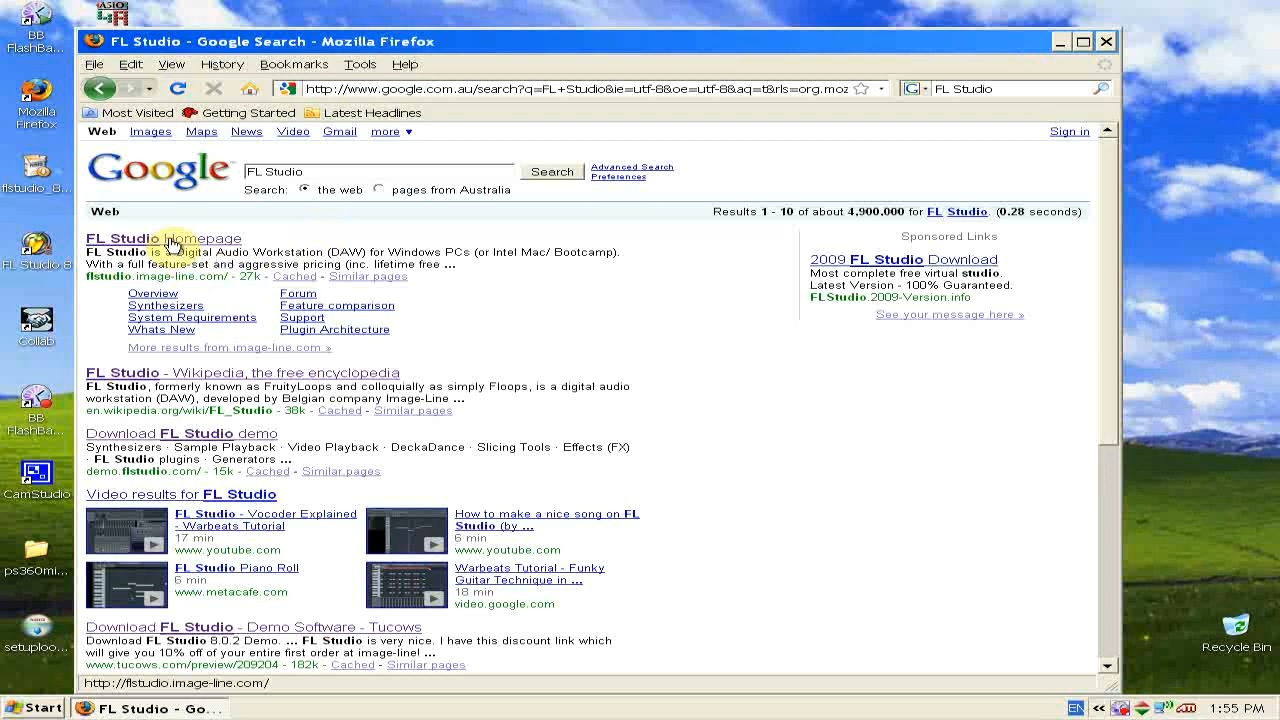 ASIO
BB
FlashBa...
Mozilla
Firefox
flstudio_8...
FL Studio 8
Collab
BB
FlashBa...
CamStudio
ps360mi...
setuploo...
FL Studio - Google Search - Mozilla Firefox
File Edit View History Bookmarks Tools Help
http://www.google.com.au/search?q=FL+Studio&ie=utf-8&oe=utf-8&aq=t&rls=org.moz
G FL Studio
Most Visited Getting Started Latest Headlines
Web Images Maps News Video Gmail more ▼ Sign in
Google FL Studio Search Advanced Search
Preferences
Search: the web pages from Australia
Web Results 1 - 10 of about 4,900,000 for FL Studio. (0.28 seconds)
FL Studio Homepage
FL Studio is a Digital Audio Workstation (DAW) for Windows PCs (or Intel Mac/ Bootcamp).
With a full feature-set and aggressive pricing (inc. lifetime free ...
flstudio.image-line.com/ - 27k - Cached - Similar pages
Overview Forum
Synthesizers Feature comparison
System Requirements Support
Whats New Plugin Architecture
More results from image-line.com »
Sponsored Links
2009 FL Studio Download
Most complete free virtual studio.
Latest Version - 100% Guaranteed.
FLStudio.2009-Version.info
See your message here »
FL Studio - Wikipedia, the free encyclopedia
FL Studio, formerly known as FruityLoops and colloquially as simply Floops, is a digital audio
workstation (DAW), developed by Belgian company Image-Line ...
en.wikipedia.org/wiki/FL_Studio - 38k - Cached - Similar pages
Download FL Studio demo
Synthesizers · Sample Playback · Video Playback · DeckaDance · Slicing Tools · Effects (FX)
· FL Studio plugins · Generators ...
demo.flstudio.com/ - 15k - Cached - Similar pages
Video results for FL Studio
FL Studio - Vocoder Explained
- Warbeats Tutorial
17 min
www.youtube.com
How to make a nice song on FL
Studio (by ...
6 min
www.youtube.com
FL Studio Piano Roll
6 min
www.metacafe.com
Warbeats Tutorial - Funky
Guitar Technique in ...
18 min
video.google.com
Download FL Studio - Demo Software - Tucows
Download FL Studio 8.0.2 Demo. ... FL Studio is very nice. I have this discount link which
will give you 10% off of your entire first order at image-line! ...
www.tucows.com/preview/209204 - 182k - Cached - Similar pages
http://flstudio.image-line.com/
Recycle Bin
Start FL Studio - Go... EN 1:55 PM